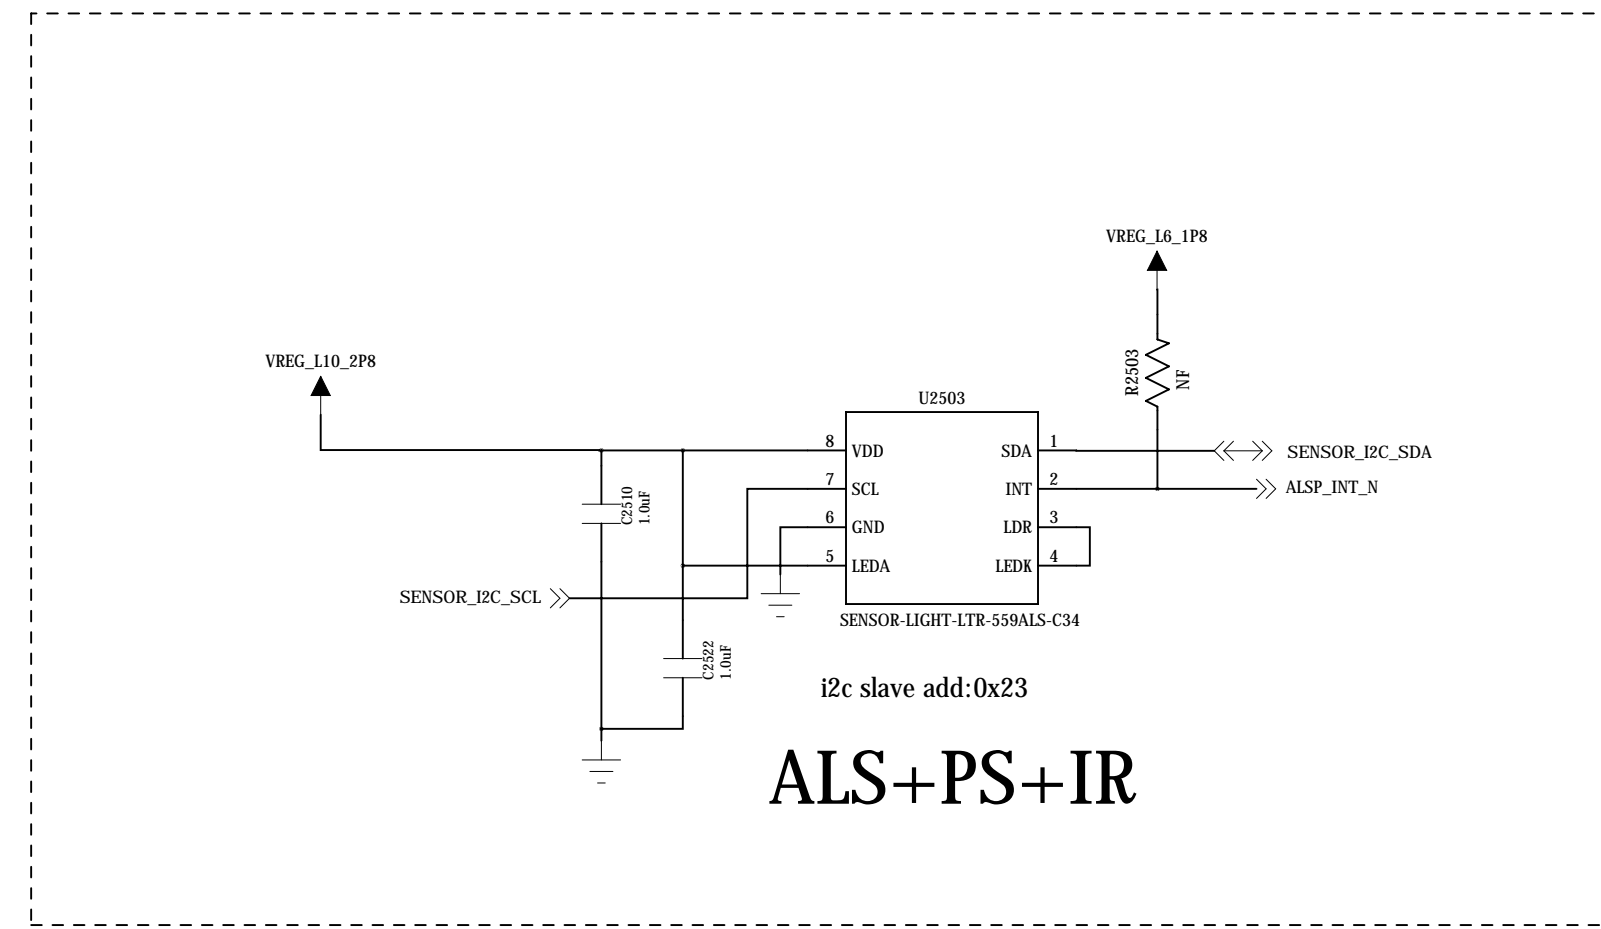 VREG_L6_1P8
R2503
NF
VREG_L10_2P8
U2503
8 VDD SDA 1 SENSOR_I2C_SDA
7 SCL INT 2 ALSP_INT_N
C2510
1.0uF
6 GND LDR 3
5 LEDA LEDK 4
SENSOR_I2C_SCL
SENSOR-LIGHT-LTR-559ALS-C34
C2522
1.0uF
i2c slave add:0x23
ALS+PS+IR